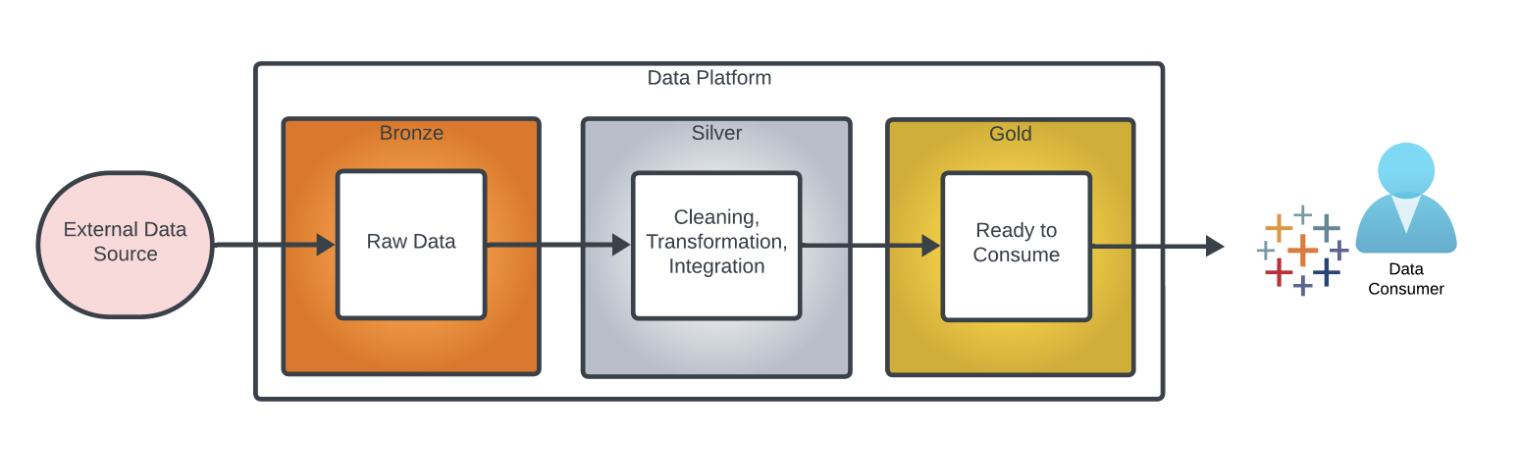 Data Platform
Bronze
Silver
Gold
External Data
Source
Raw Data
Cleaning,
Transformation,
Integration
Ready to
Consume
Data
Consumer